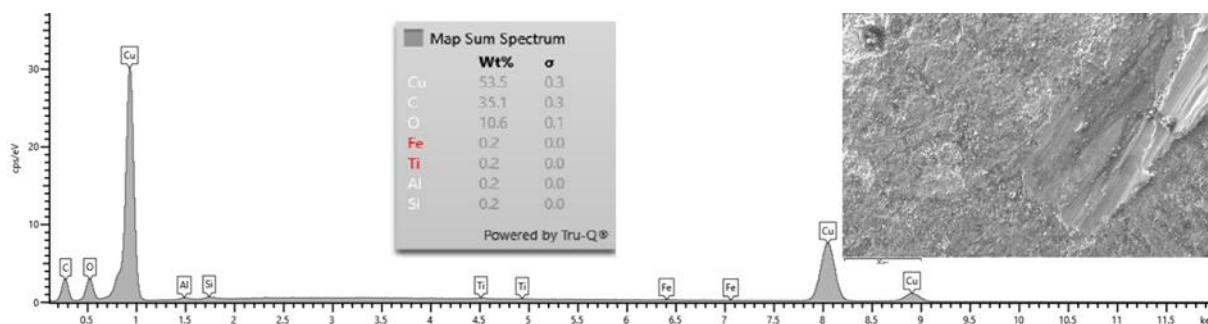 Map Sum Spectrum
Wt% σ
Cu 53.5 0.3
C 35.1 0.3
O 10.6 0.1
Fe 0.2 0.0
Ti 0.2 0.0
Al 0.2 0.0
Si 0.2 0.0
Powered by Tru-Q®
cps/eV
30
20
10
0
C O Cu Al Si Ti Ti Fe Fe Cu Cu
0.5 1 1.5 2 2.5 3 3.5 4 4.5 5 5.5 6 6.5 7 7.5 8 8.5 9 9.5 10 10.5 11 11.5